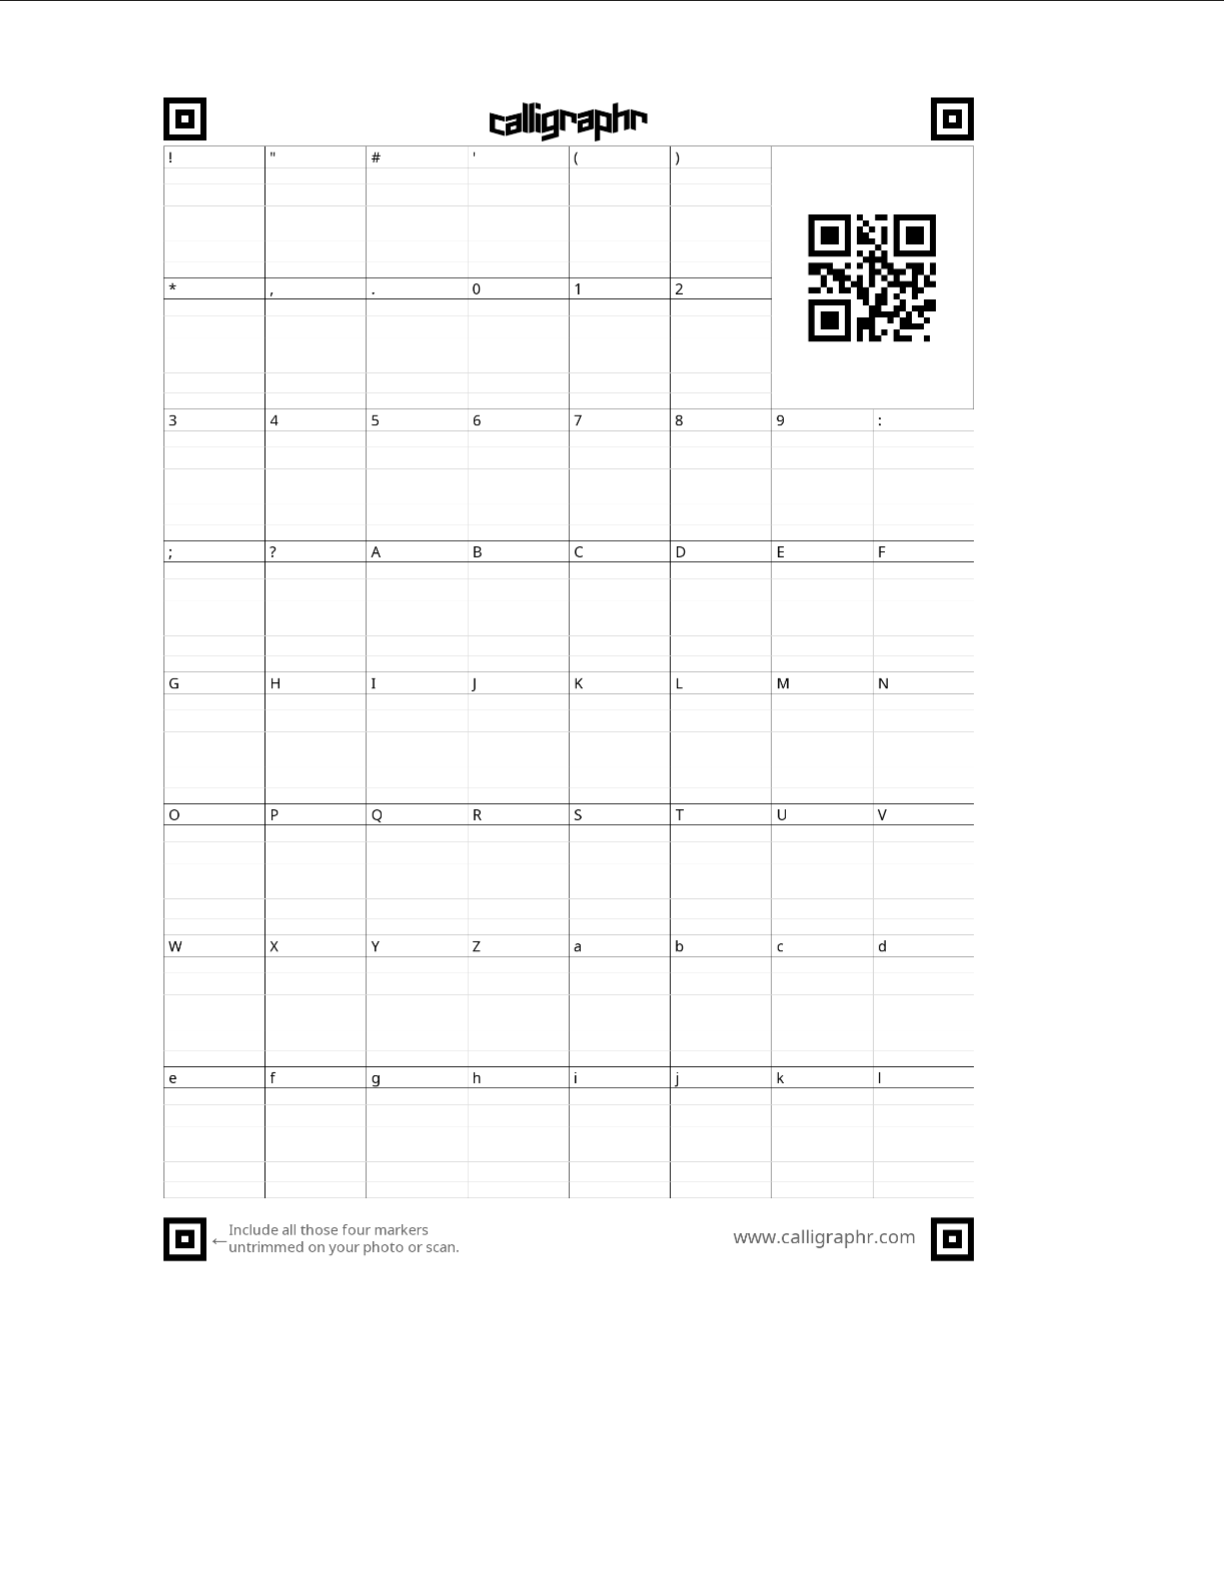 calligraphr
! " # ' ( )
* , . 0 1 2
3 4 5 6 7 8 9 :
; ? A B C D E F
G H I J K L M N
O P Q R S T U V
W X Y Z a b c d
e f g h i j k l
←Include all those four markers
untrimmed on your photo or scan.
www.calligraphr.com